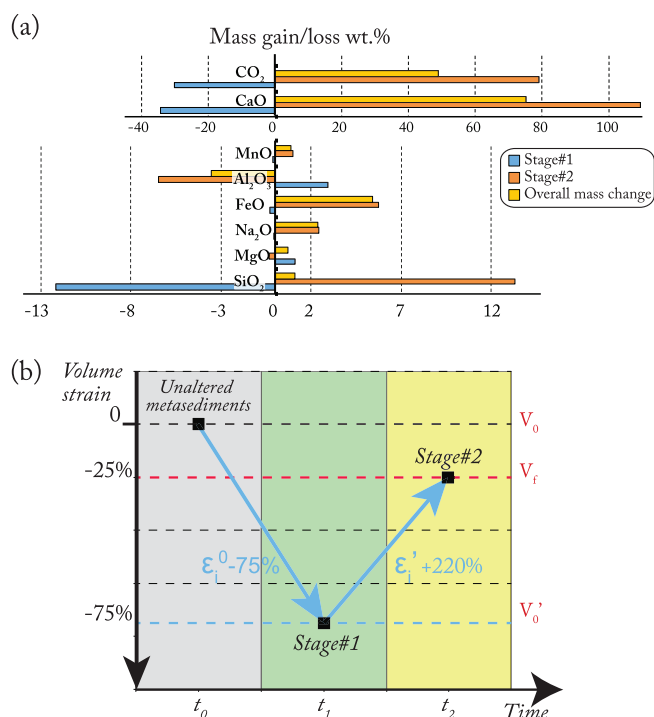 (a)
Mass gain/loss wt.%
CO2
CaO
-40 -20 0 20 40 60 80 100
MnO
Al2O3
FeO
Na2O
MgO
SiO2
-13 -8 -3 0 2 7 12
Stage#1
Stage#2
Overall mass change
(b)
Volume
strain
Unaltered
metasediments
0
V0
Stage#2
-25%
Vf
εi0-75%
εi' +220%
-75%
V0'
Stage#1
t0 t1 t2 Time